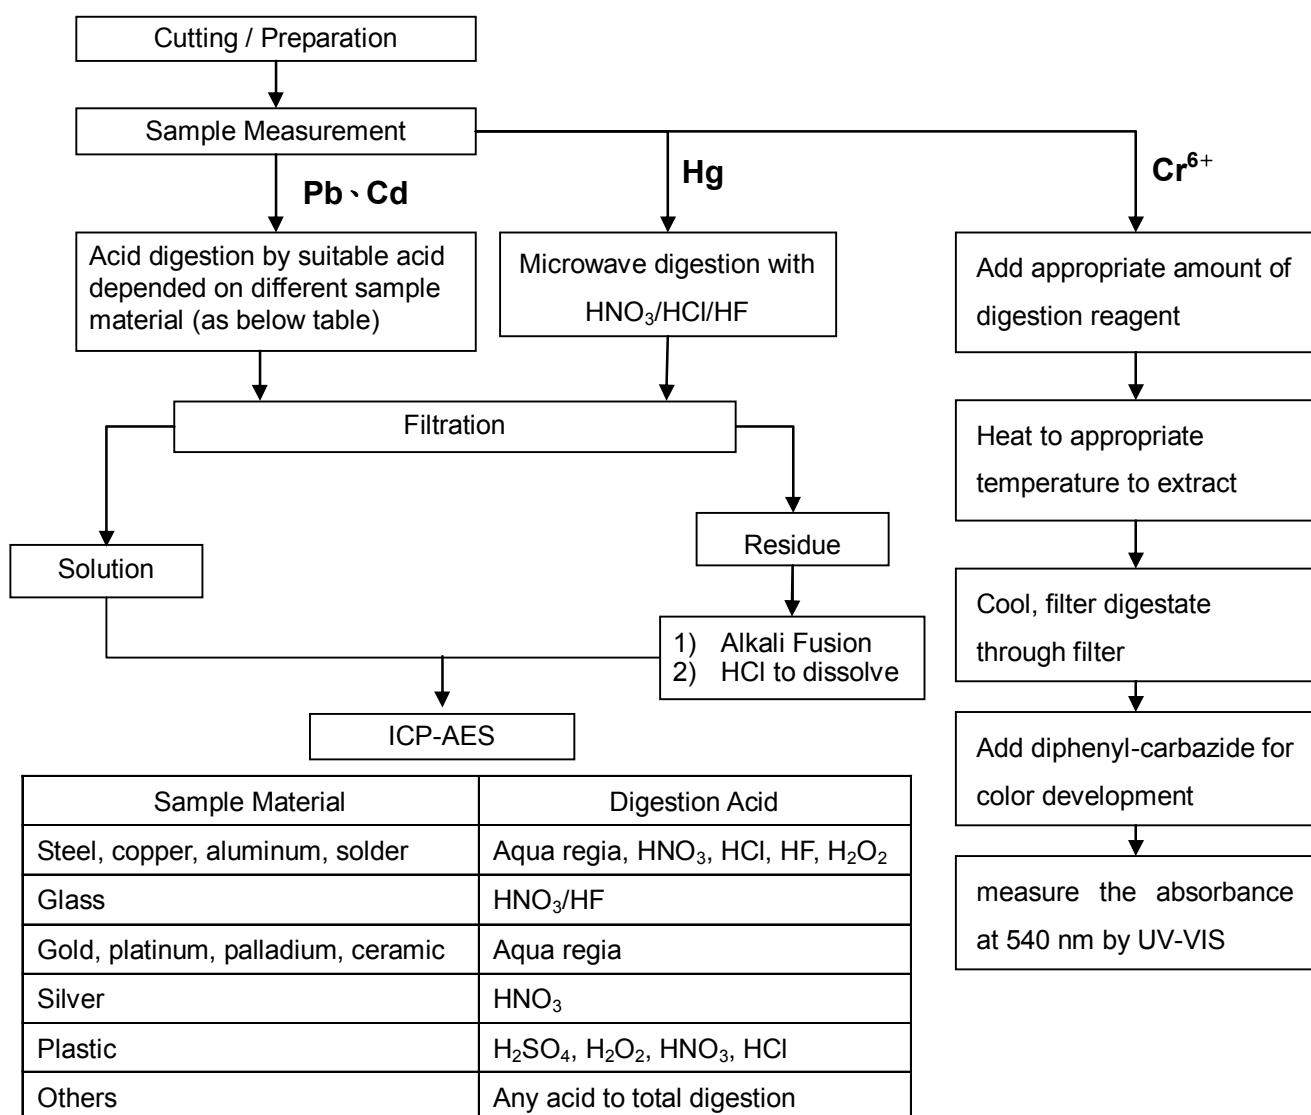 Cutting / Preparation
Sample Measurement
Pb、Cd
Hg
Cr⁶⁺
Acid digestion by suitable acid
depended on different sample
material (as below table)
Microwave digestion with
HNO₃/HCl/HF
Add appropriate amount of
digestion reagent
Filtration
Heat to appropriate
temperature to extract
Solution
Residue
1) Alkali Fusion
2) HCl to dissolve
Cool, filter digestate
through filter
ICP-AES
Add diphenyl-carbazide for
color development
measure the absorbance
at 540 nm by UV-VIS
Sample Material Digestion Acid
Steel, copper, aluminum, solder Aqua regia, HNO₃, HCl, HF, H₂O₂
Glass HNO₃/HF
Gold, platinum, palladium, ceramic Aqua regia
Silver HNO₃
Plastic H₂SO₄, H₂O₂, HNO₃, HCl
Others Any acid to total digestion